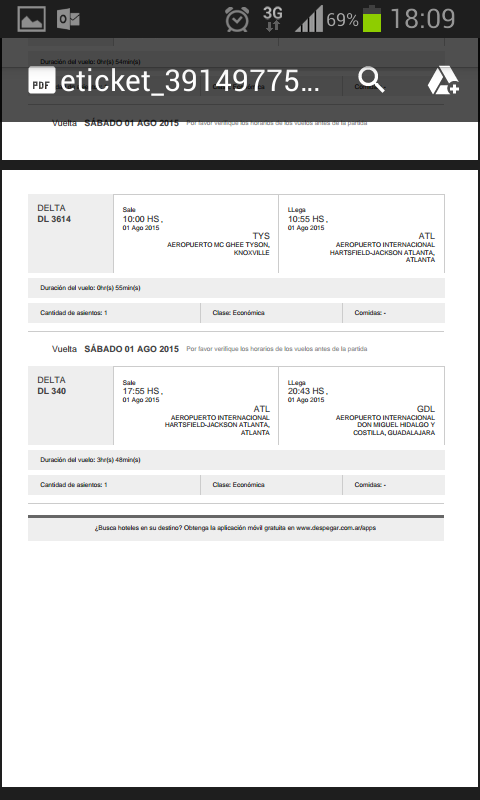 3G 69% 18:09
Duración del vuelo: 0hr(s) 54min(s)
PDF eticket_39149775...
Vuelta SÁBADO 01 AGO 2015 Por favor verifique los horarios de los vuelos antes de la partida
DELTA
DL 3614
Sale
10:00 HS ,
01 Ago 2015
TYS
AEROPUERTO MC GHEE TYSON,
KNOXVILLE
LLega
10:55 HS ,
01 Ago 2015
ATL
AEROPUERTO INTERNACIONAL
HARTSFIELD-JACKSON ATLANTA,
ATLANTA
Duración del vuelo: 0hr(s) 55min(s)
Cantidad de asientos: 1 Clase: Económica Comidas: -
Vuelta SÁBADO 01 AGO 2015 Por favor verifique los horarios de los vuelos antes de la partida
DELTA
DL 340
Sale
17:55 HS ,
01 Ago 2015
ATL
AEROPUERTO INTERNACIONAL
HARTSFIELD-JACKSON ATLANTA,
ATLANTA
LLega
20:43 HS ,
01 Ago 2015
GDL
AEROPUERTO INTERNACIONAL
DON MIGUEL HIDALGO Y
COSTILLA, GUADALAJARA
Duración del vuelo: 3hr(s) 48min(s)
Cantidad de asientos: 1 Clase: Económica Comidas: -
¿Busca hoteles en su destino? Obtenga la aplicación móvil gratuita en www.despegar.com.ar/apps